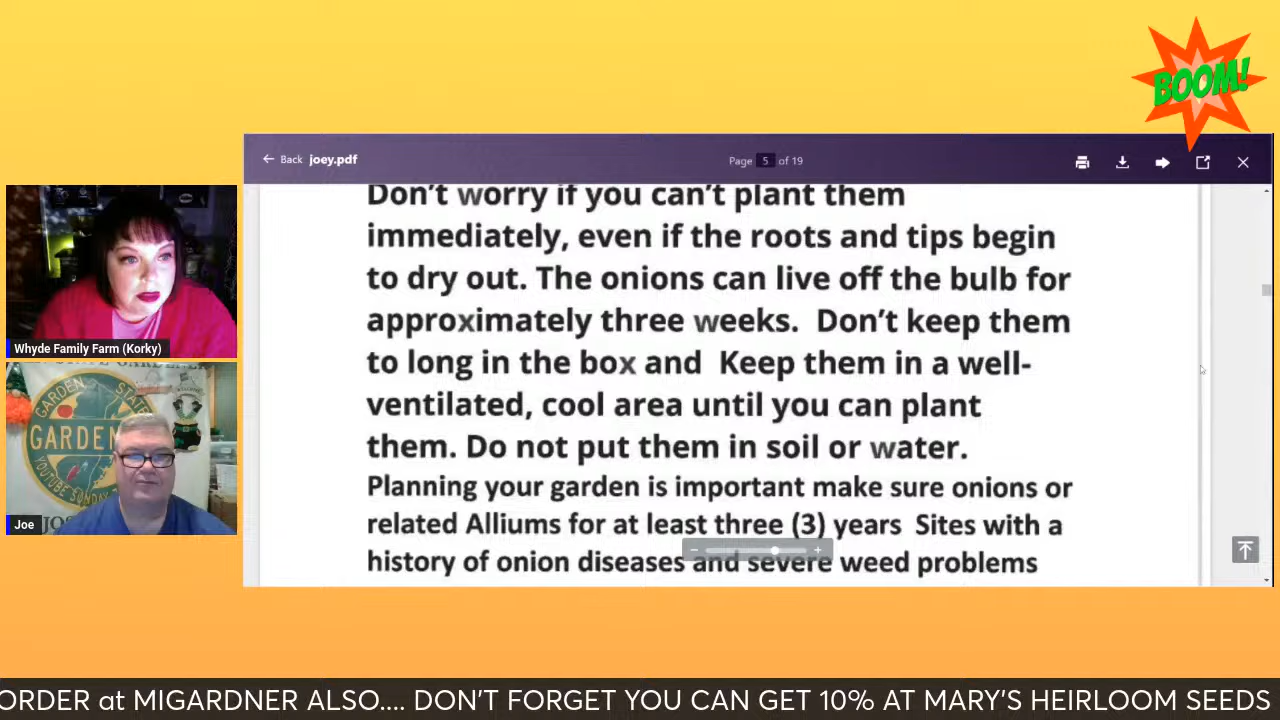 BOOM!
Back joey.pdf
Page 5 of 19
Don't worry if you can't plant them
immediately, even if the roots and tips begin
to dry out. The onions can live off the bulb for
approximately three weeks. Don't keep them
to long in the box and Keep them in a well-
ventilated, cool area until you can plant
them. Do not put them in soil or water.
Planning your garden is important make sure onions or
related Alliums for at least three (3) years Sites with a
history of onion diseases and severe weed problems
Whyde Family Farm (Korky)
GARDEN STATE
GARDEN
YOUTUBE SUNDAY
Joe
ORDER at MIGARDNER ALSO.... DON'T FORGET YOU CAN GET 10% AT MARY'S HEIRLOOM SEEDS